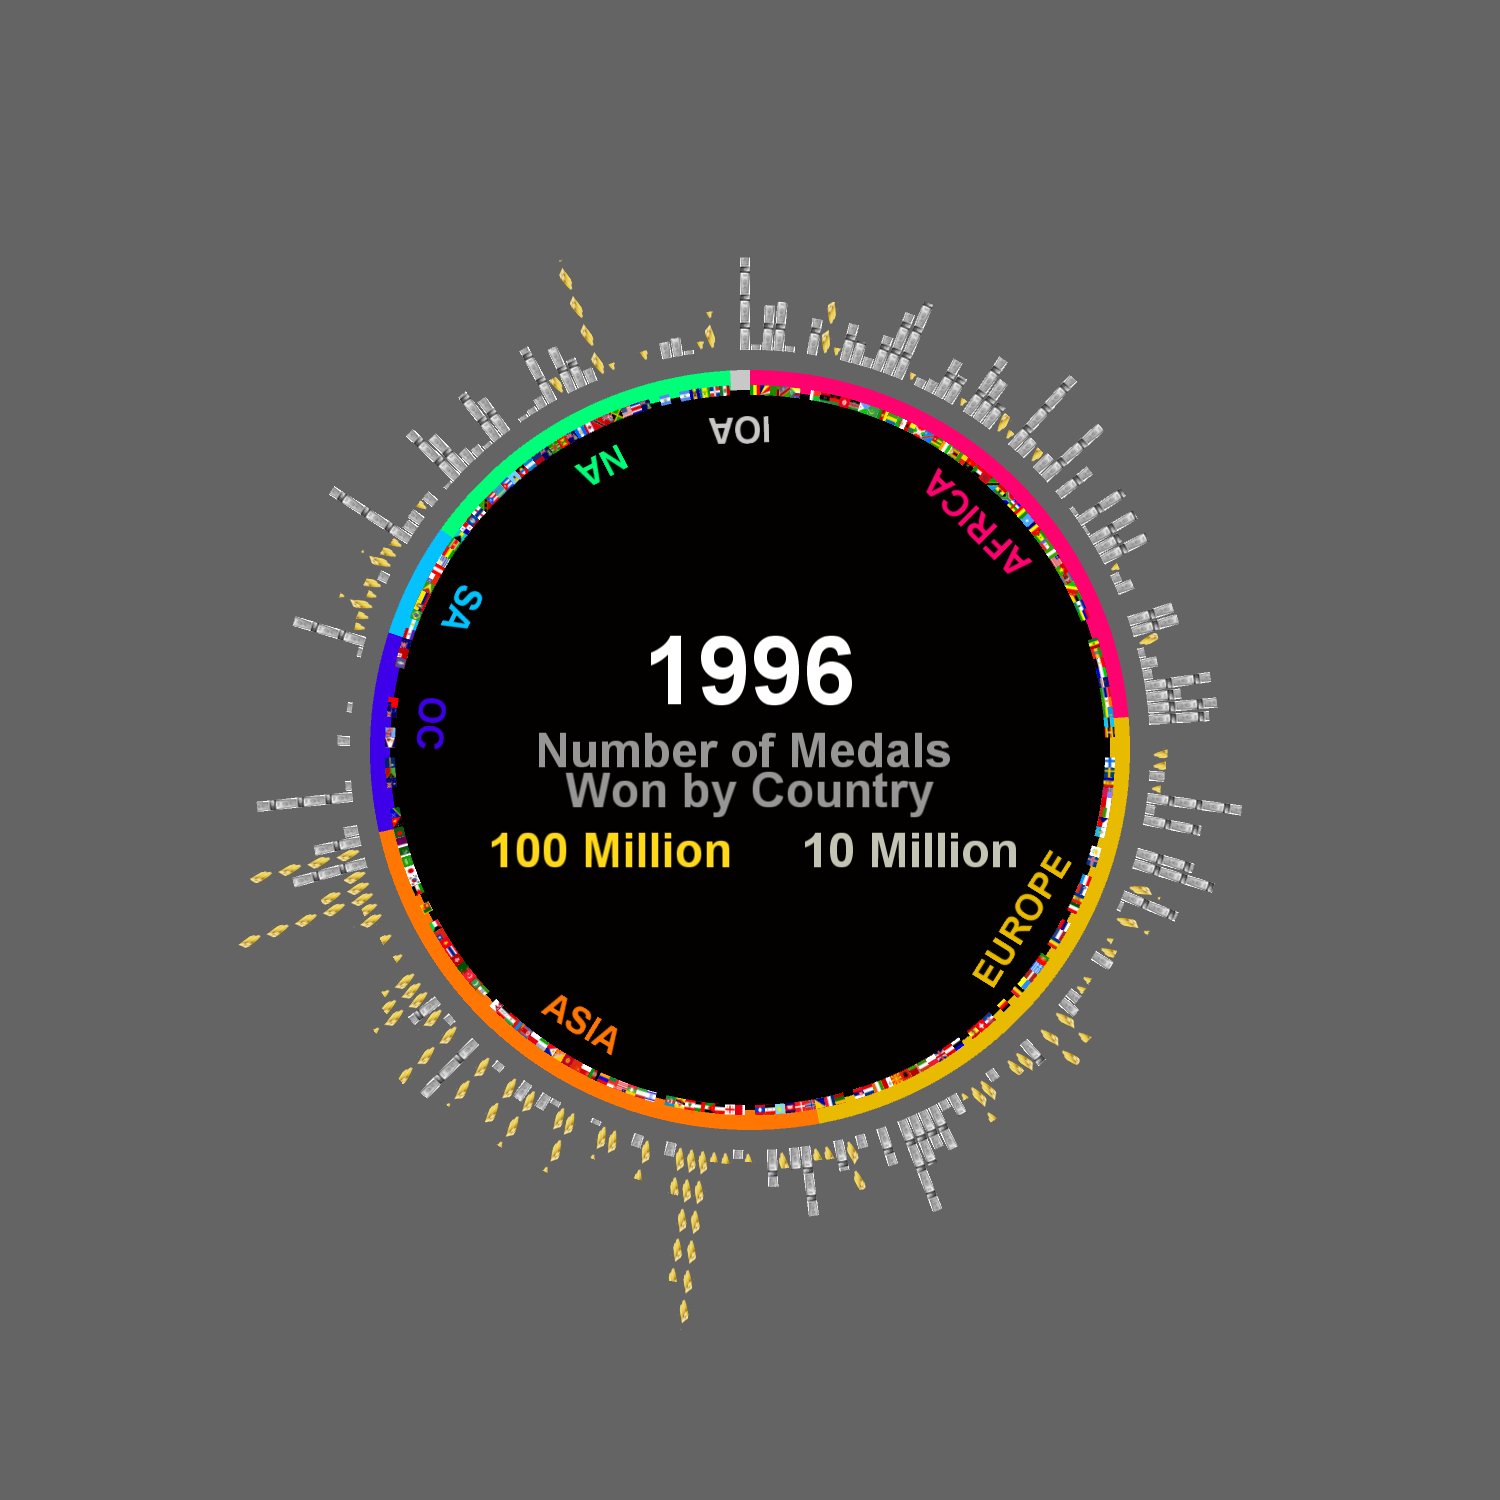 IOA
NA
AFRICA
SA
1996
OC
Number of Medals
Won by Country
100 Million 10 Million
EUROPE
ASIA